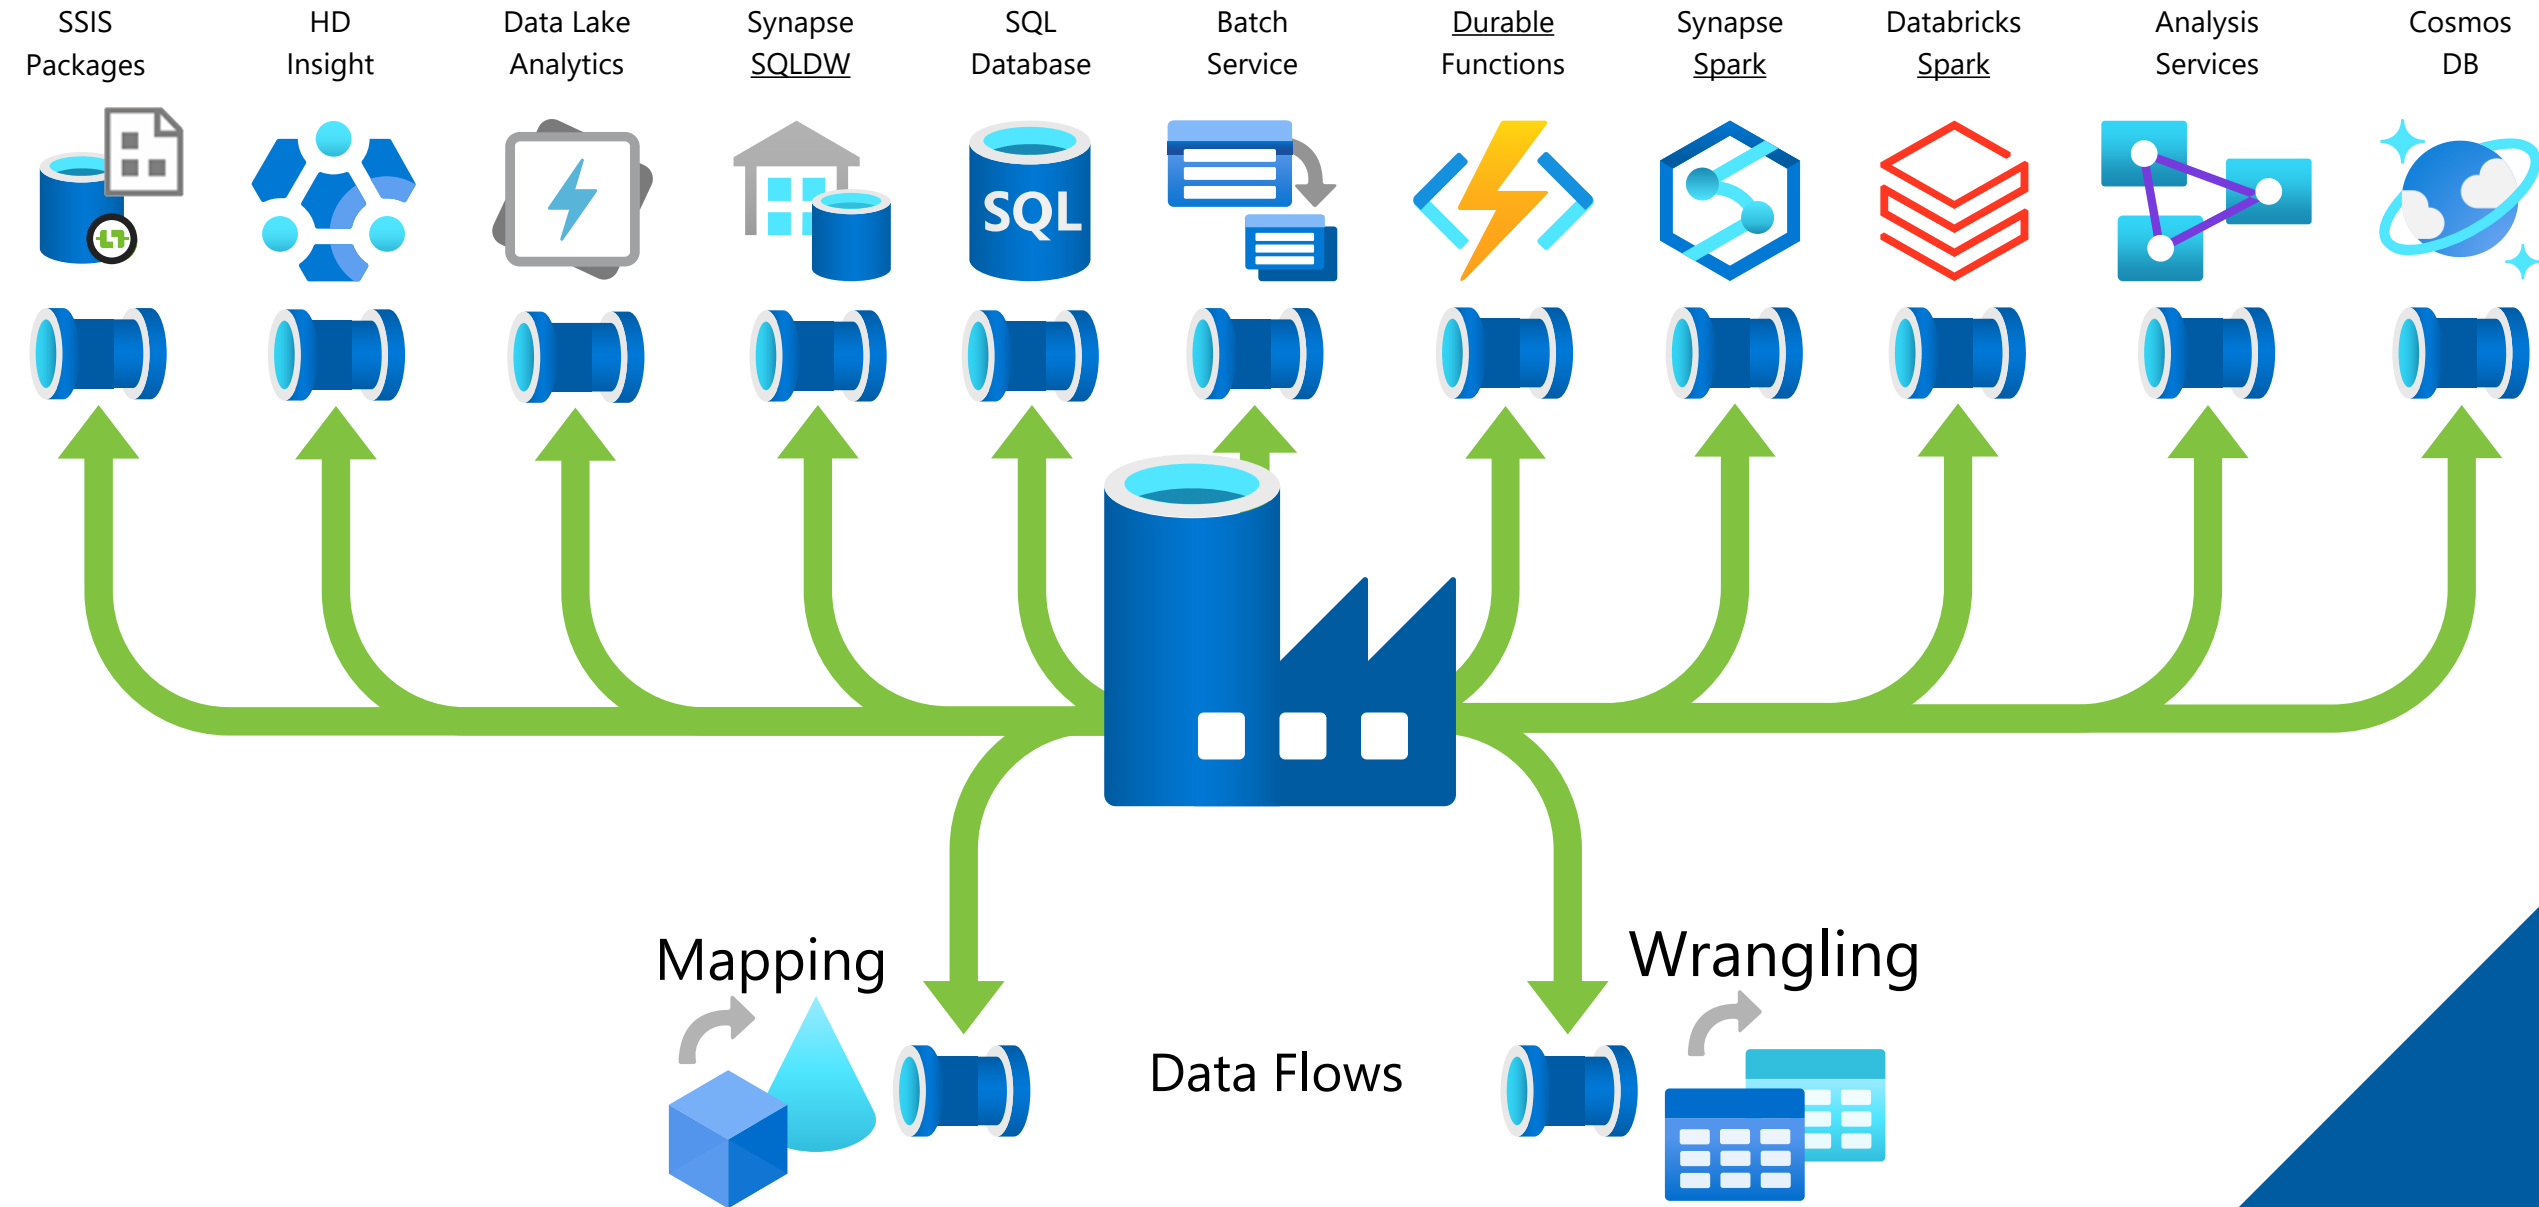 SSIS
Packages
HD
Insight
Data Lake
Analytics
Synapse
SQLDW
SQL
Database
Batch
Service
Durable
Functions
Synapse
Spark
Databricks
Spark
Analysis
Services
Cosmos
DB
SQL
Mapping
Wrangling
Data Flows